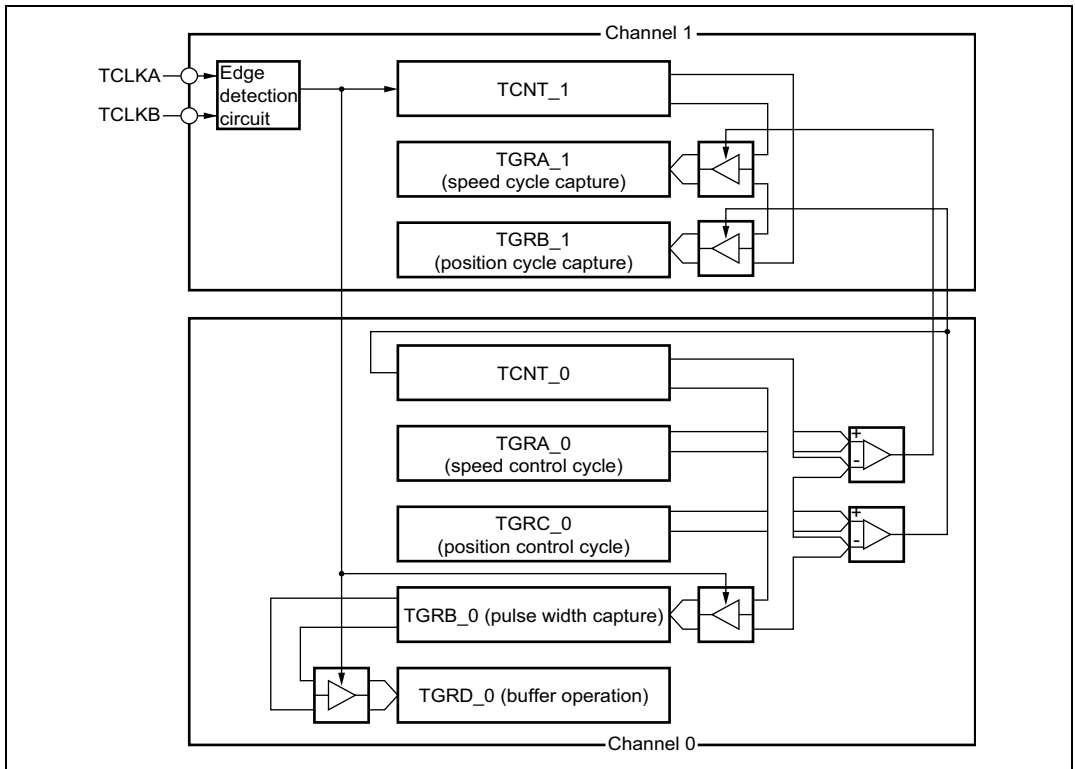 Channel 1
TCLKA
TCLKB
Edge
detection
circuit
TCNT_1
TGRA_1
(speed cycle capture)
TGRB_1
(position cycle capture)
TCNT_0
TGRA_0
(speed control cycle)
+
-
TGRC_0
(position control cycle)
+
-
TGRB_0 (pulse width capture)
TGRD_0 (buffer operation)
Channel 0